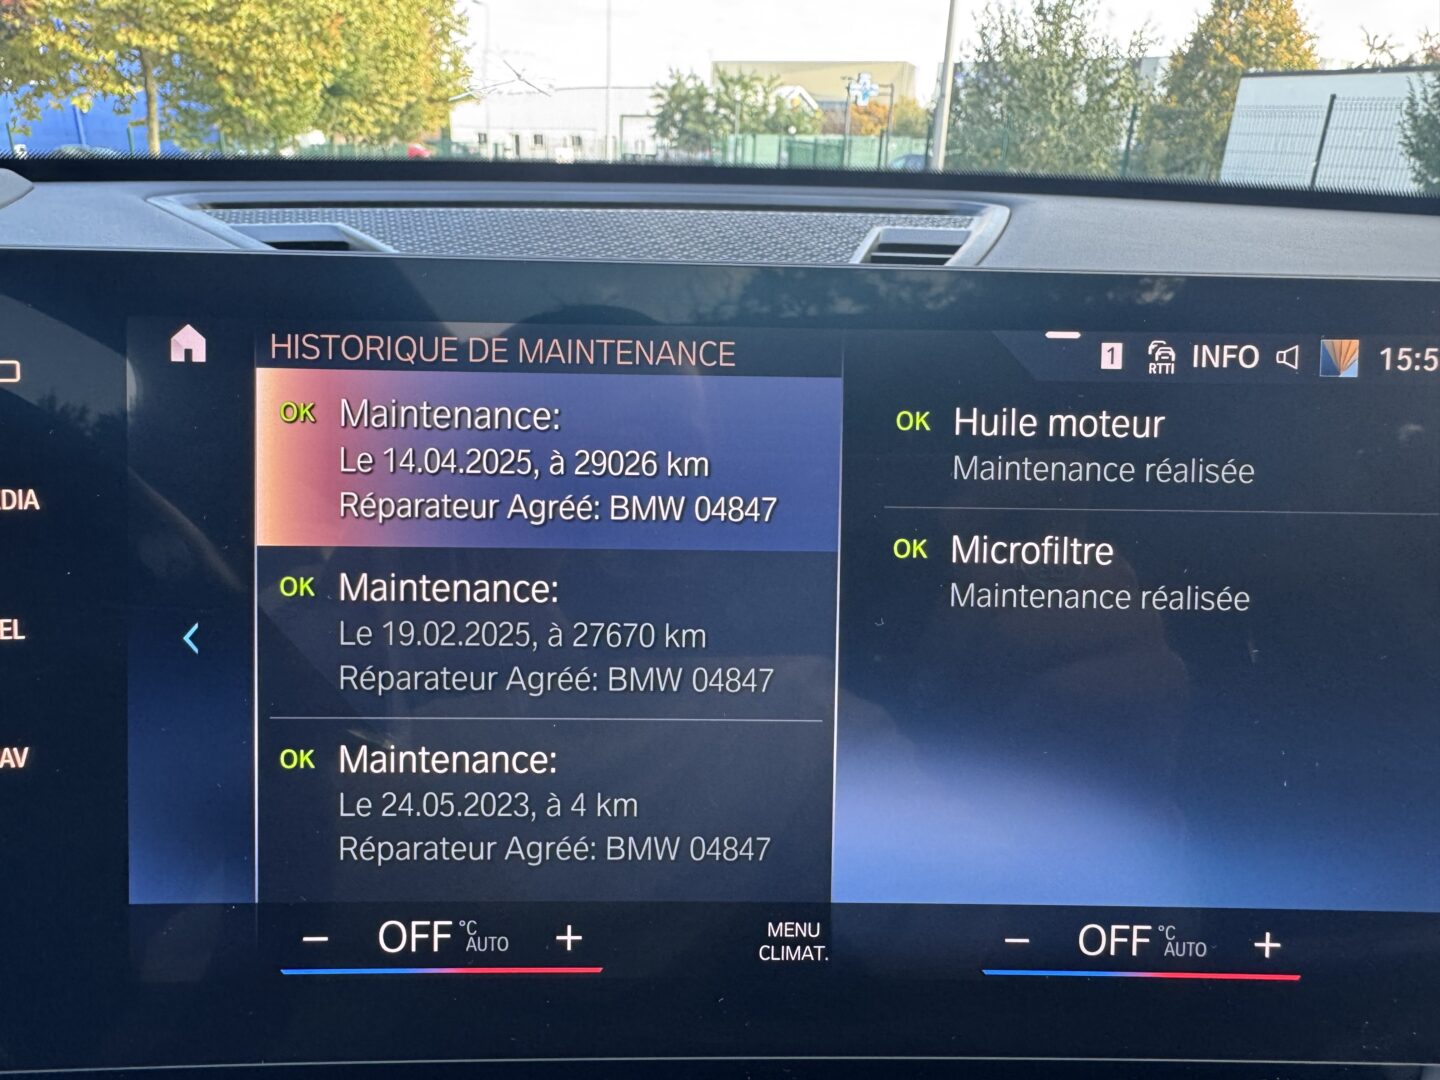 HISTORIQUE DE MAINTENANCE
1 RTTI INFO 15:5
OK Maintenance:
Le 14.04.2025, à 29026 km
Réparateur Agréé: BMW 04847
OK Maintenance:
Le 19.02.2025, à 27670 km
Réparateur Agréé: BMW 04847
OK Maintenance:
Le 24.05.2023, à 4 km
Réparateur Agréé: BMW 04847
OK Huile moteur
Maintenance réalisée
OK Microfiltre
Maintenance réalisée
DIA
EL
AV
- OFF °C AUTO +
MENU
CLIMAT.
- OFF °C AUTO +